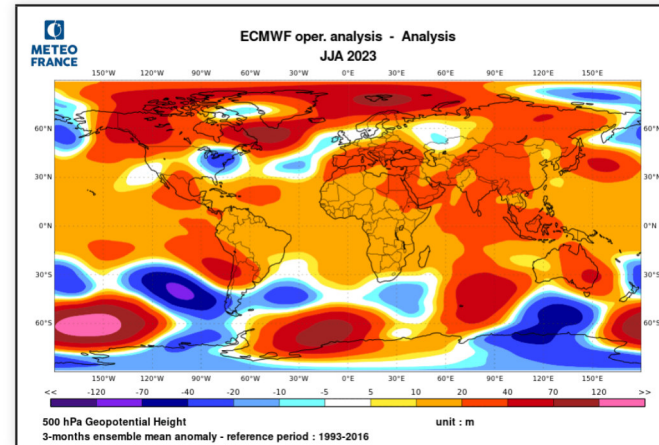 METEO
FRANCE
ECMWF oper. analysis - Analysis
JJA 2023
150°W 120°W 90°W 60°W 30°W 0°E 30°E 60°E 90°E 120°E 150°E
60°N 60°N
30°N 30°N
0°N 0°N
30°S 30°S
60°S 60°S
150°W 120°W 90°W 60°W 30°W 0°E 30°E 60°E 90°E 120°E 150°E
<< -120 -70 -40 -20 -10 -5 5 10 20 40 70 120 >>
500 hPa Geopotential Height unit : m
3-months ensemble mean anomaly - reference period : 1993-2016